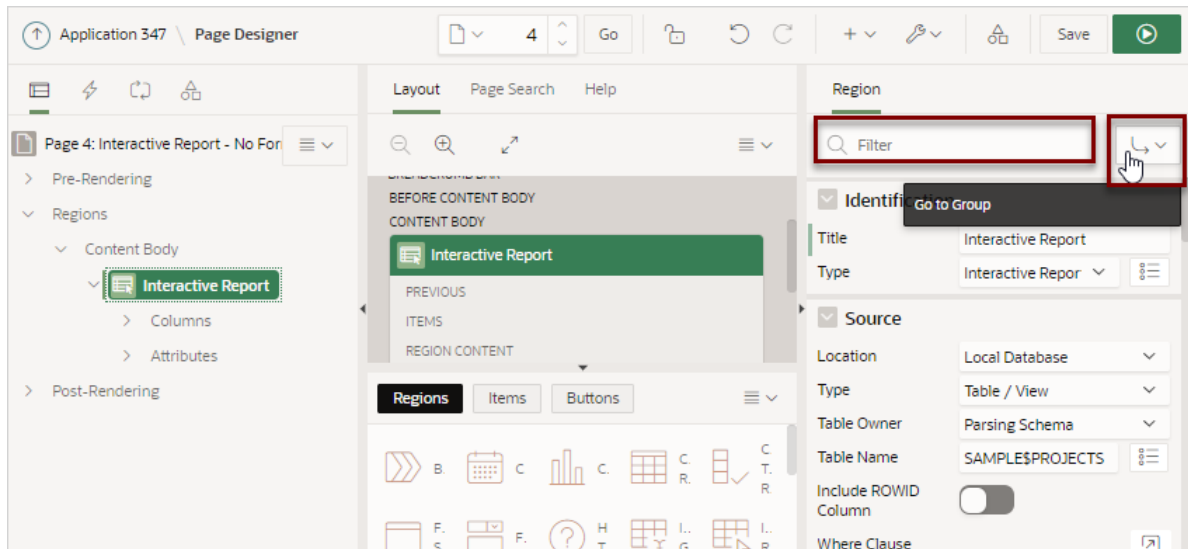 Application 347 \ Page Designer
4
Go
Save
Layout
Page Search
Help
Region
Page 4: Interactive Report - No For
Filter
Pre-Rendering
Regions
Content Body
Interactive Report
Columns
Attributes
Post-Rendering
BREADCRUMB BAR
BEFORE CONTENT BODY
CONTENT BODY
Interactive Report
PREVIOUS
ITEMS
REGION CONTENT
Regions
Items
Buttons
B.
C
C.
C.
R.
C
T.
R
F.
S
F.
H
T
I..
G
I..
R
Identification
Go to Group
Title
Interactive Report
Type
Interactive Repor
Source
Location
Local Database
Type
Table / View
Table Owner
Parsing Schema
Table Name
SAMPLE$PROJECTS
Include ROWID
Column
Where Clause